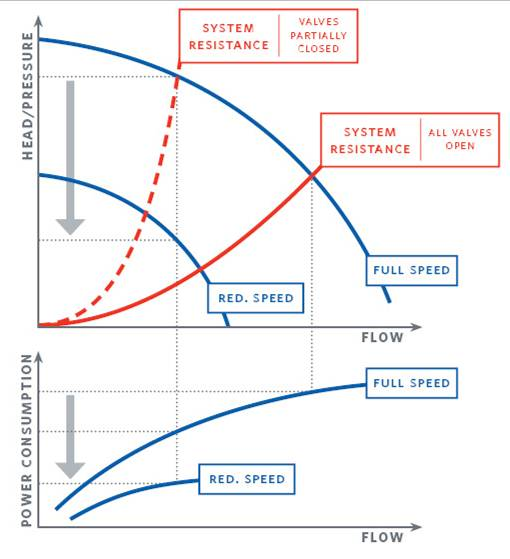 HEAD/PRESSURE
SYSTEM
RESISTANCE
VALVES
PARTIALLY
CLOSED
SYSTEM
RESISTANCE
ALL VALVES
OPEN
FULL SPEED
RED. SPEED
FLOW
POWER CONSUMPTION
FULL SPEED
RED. SPEED
FLOW